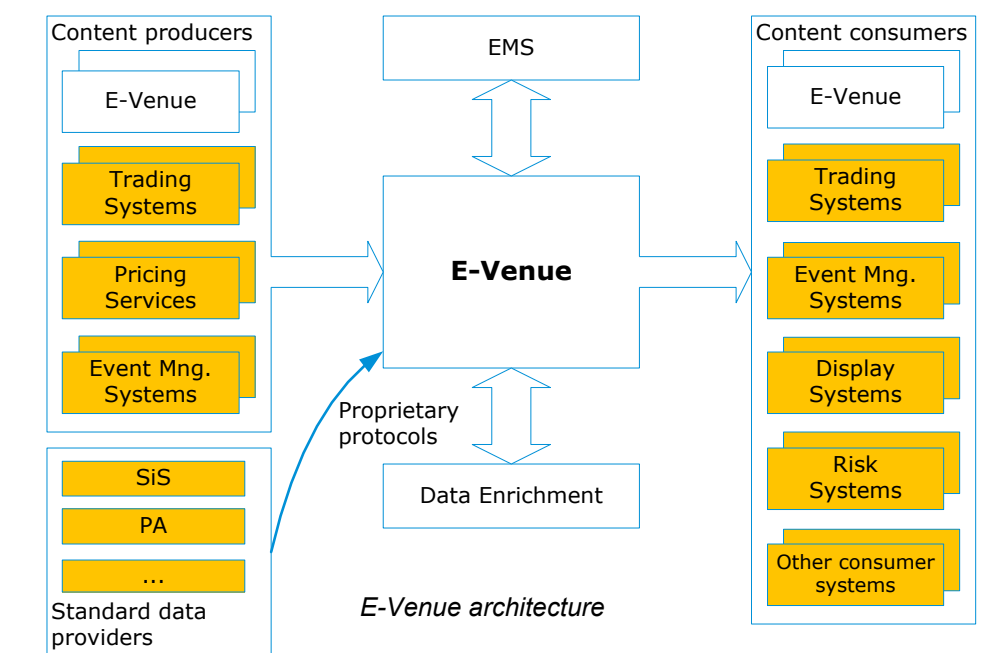 Content producers
E-Venue
Trading
Systems
Pricing
Services
Event Mng.
Systems
SiS
PA
...
Standard data
providers
EMS
E-Venue
Proprietary
protocols
Data Enrichment
E-Venue architecture
Content consumers
E-Venue
Trading
Systems
Event Mng.
Systems
Display
Systems
Risk
Systems
Other consumer
systems